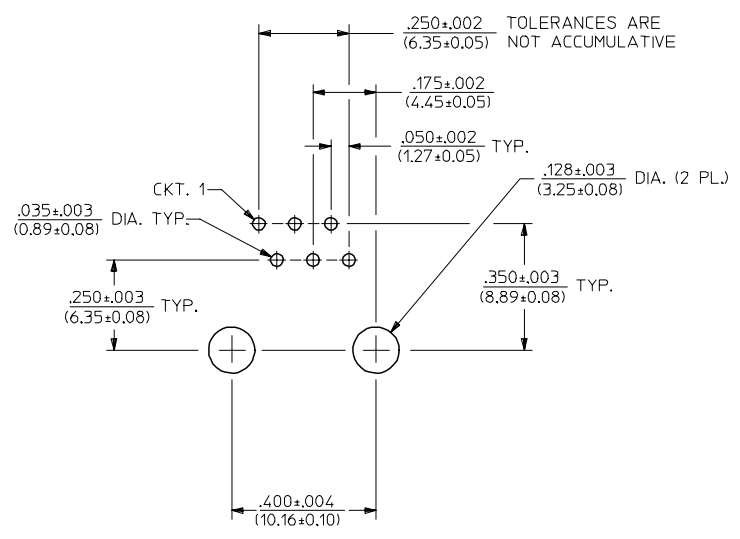 .250±.002 TOLERANCES ARE
(6.35±0.05) NOT ACCUMULATIVE
.175±.002
(4.45±0.05)
.050±.002 TYP.
(1.27±0.05)
.128±.003 DIA. (2 PL.)
(3.25±0.08)
CKT. 1
.035±.003 DIA. TYP.
(0.89±0.08)
.350±.003 TYP.
(8.89±0.08)
.250±.003 TYP.
(6.35±0.08)
.400±.004
(10.16±0.10)